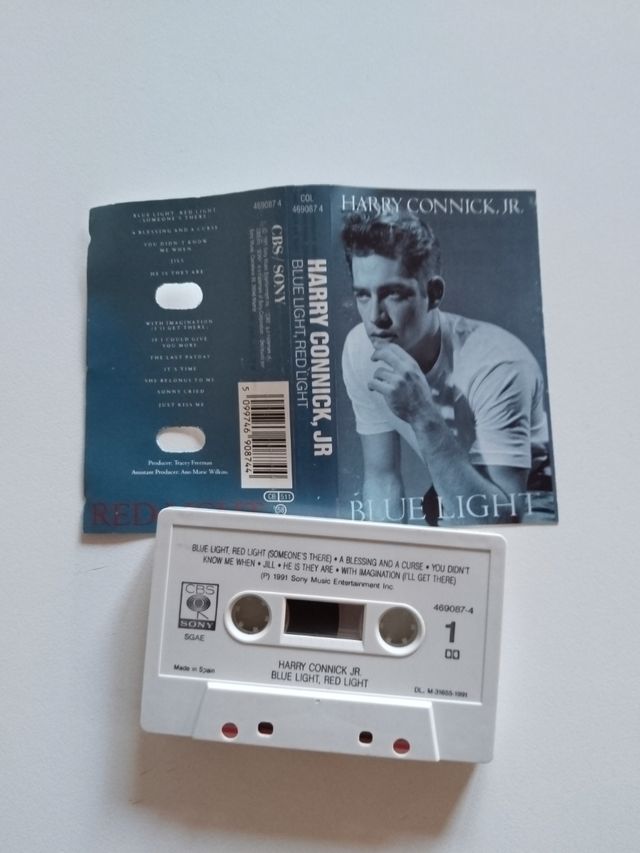 BLUE LIGHT, RED LIGHT
(SOMEONE'S THERE)
A BLESSING AND A CURSE
YOU DIDN'T KNOW
ME WHEN
JILL
HE IS THEY ARE
WITH IMAGINATION
(I'LL GET THERE)
IF I COULD GIVE
YOU MORE
THE LAST PAYDAY
IT'S TIME
SHE BELONGS TO ME
SONNY CRIED
JUST KISS ME
Producer: Tracey Freeman
Assistant Producer: Ann Marie Wilkins
RED
469087 4
CBS / SONY
5 099746 908744
COL
469087 4
HARRY CONNICK, JR
BLUE LIGHT, RED LIGHT
HARRY CONNICK, JR.
BLUE LIGHT
BLUE LIGHT, RED LIGHT (SOMEONE'S THERE) • A BLESSING AND A CURSE • YOU DIDN'T
KNOW ME WHEN • JILL • HE IS THEY ARE • WITH IMAGINATION (I'LL GET THERE)
(P) 1991 Sony Music Entertainment Inc.
CBS
SONY
SGAE
469087-4
1
Made in Spain
HARRY CONNICK JR.
BLUE LIGHT, RED LIGHT
DL. M-31655-1991